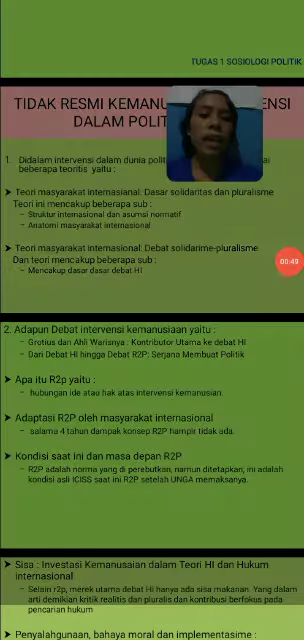 TUGAS 1 SOSIOLOGI POLITIK
TIDAK RESMI KEMANU ENSI
DALAM POLIT
1. Didalam intervensi dalam dunia polit ai
beberapa teoritis yaitu :
➤ Teori masyarakat internasianal: Dasar solidaritas dan pluralisme
Teori ini mencakup beberapa sub :
– Struktur internasional dan asumsi normatif
– Anatomi masyarakat internasional
➤ Teori masyarakat internasional: Debat solidarime-pluralisme
Dan teori mencakup beberapa sub :
– Mencakup dasar dasar debat HI
00:49
2. Adapun Debat intervensi kemanusiaan yaitu :
– Grotius dan Ahli Warisnya : Kontributor Utama ke debat HI
– Dari Debat HI hingga Debat R2P: Serjana Membuat Politik
➤ Apa itu R2p yaitu :
– hubungan ide atau hak atas intervensi kemanusian.
➤ Adaptasi R2P oleh masyarakat internasional
– salama 4 tahun dampak konsep R2P hampir tidak ada.
➤ Kondisi saat ini dan masa depan R2P
– R2P adalah norma yang di perebutkan, namun ditetapkan, ini adalah
kondisi asli ICISS saat ini R2P setelah UNGA memaksanya.
➤ Sisa : Investasi Kemanusaian dalam Teori HI dan Hukum
internasional
– Selain r2p, merek utama debat HI hanya ada sisa makanan. Yang dalam
arti demikian kritik realitis dan pluralis dan kontribusi berfokus pada
pencarian hukum
➤ Penyalahgunaan, bahaya moral dan implementasime :